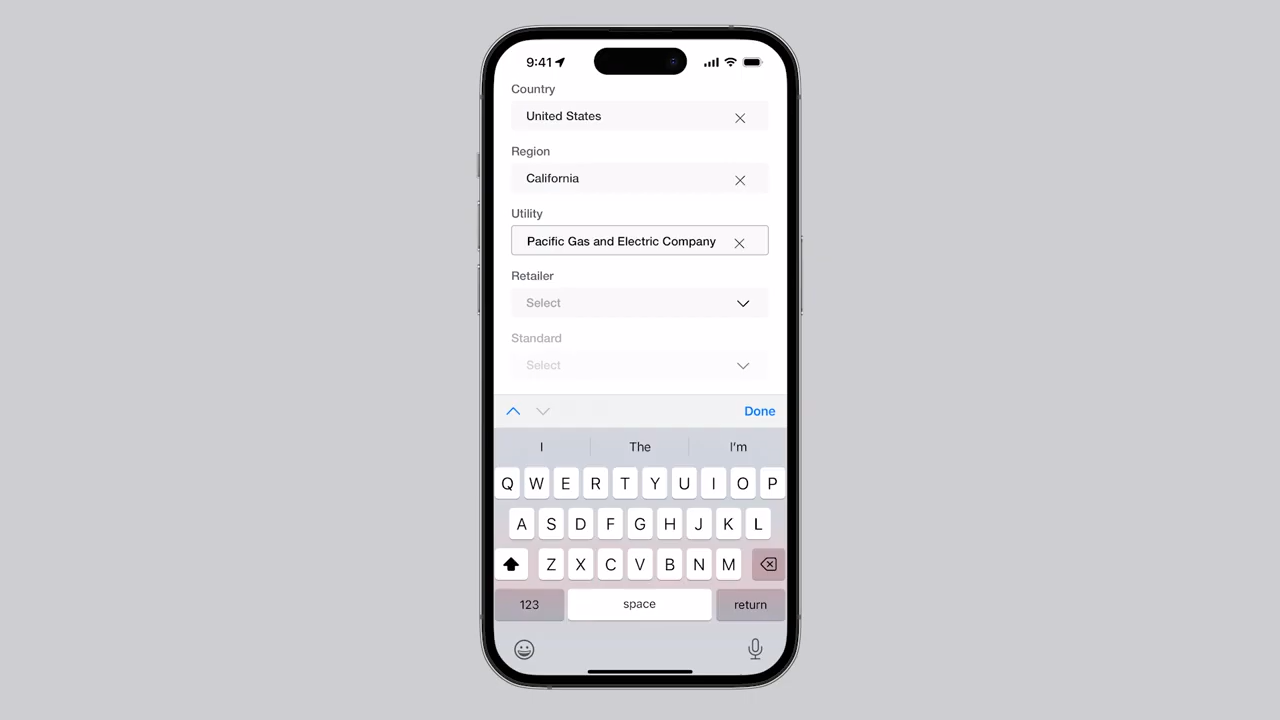 9:41
Country
United States
Region
California
Utility
Pacific Gas and Electric Company
Retailer
Select
Standard
Select
Done
I The I'm
Q W E R T Y U I O P
A S D F G H J K L
Z X C V B N M
123 space return